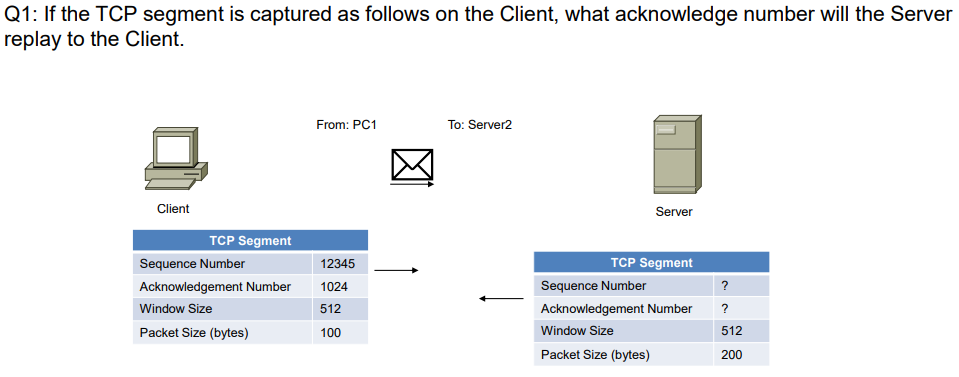 Q1: If the TCP segment is captured as follows on the Client, what acknowledge number will the Server
replay to the Client.
From: PC1 To: Server2
Client
Server
TCP Segment
Sequence Number 12345
Acknowledgement Number 1024
Window Size 512
Packet Size (bytes) 100
TCP Segment
Sequence Number ?
Acknowledgement Number ?
Window Size 512
Packet Size (bytes) 200